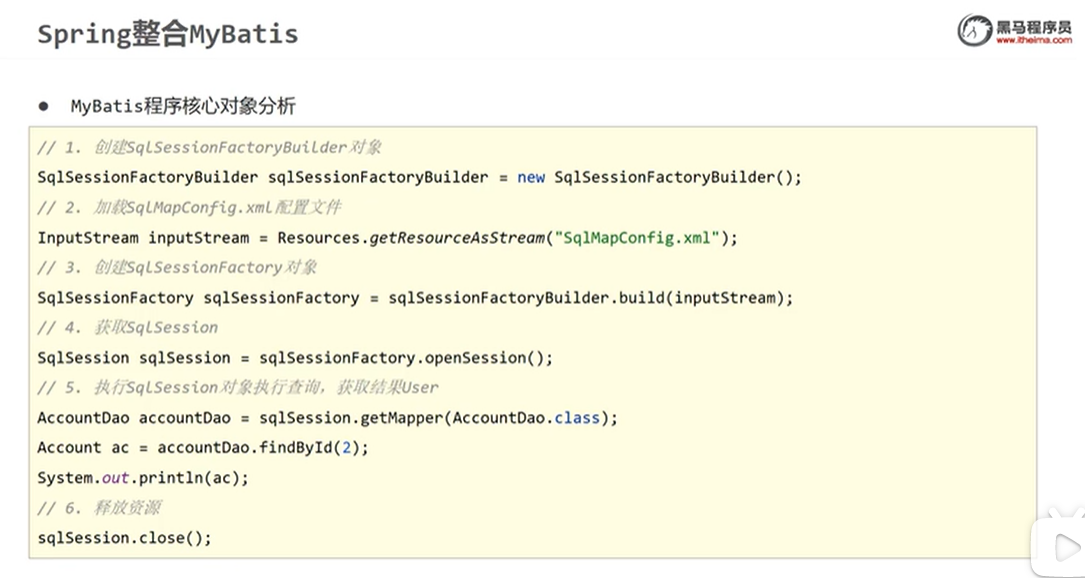 Spring整合MyBatis
黑马程序员
www.itheima.com
● MyBatis程序核心对象分析
// 1. 创建SqlSessionFactoryBuilder对象
SqlSessionFactoryBuilder sqlSessionFactoryBuilder = new SqlSessionFactoryBuilder();
// 2. 加载SqlMapConfig.xml配置文件
InputStream inputStream = Resources.getResourceAsStream("SqlMapConfig.xml");
// 3. 创建SqlSessionFactory对象
SqlSessionFactory sqlSessionFactory = sqlSessionFactoryBuilder.build(inputStream);
// 4. 获取SqlSession
SqlSession sqlSession = sqlSessionFactory.openSession();
// 5. 执行SqlSession对象执行查询，获取结果User
AccountDao accountDao = sqlSession.getMapper(AccountDao.class);
Account ac = accountDao.findById(2);
System.out.println(ac);
// 6. 释放资源
sqlSession.close();